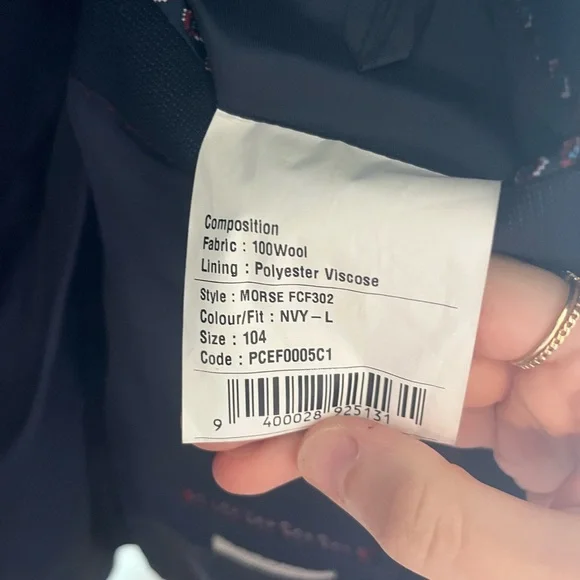 Composition
Fabric : 100Wool
Lining : Polyester Viscose
Style : MORSE FCF302
Colour/Fit : NVY-L
Size : 104
Code : PCEF0005C1
9 400028 925131